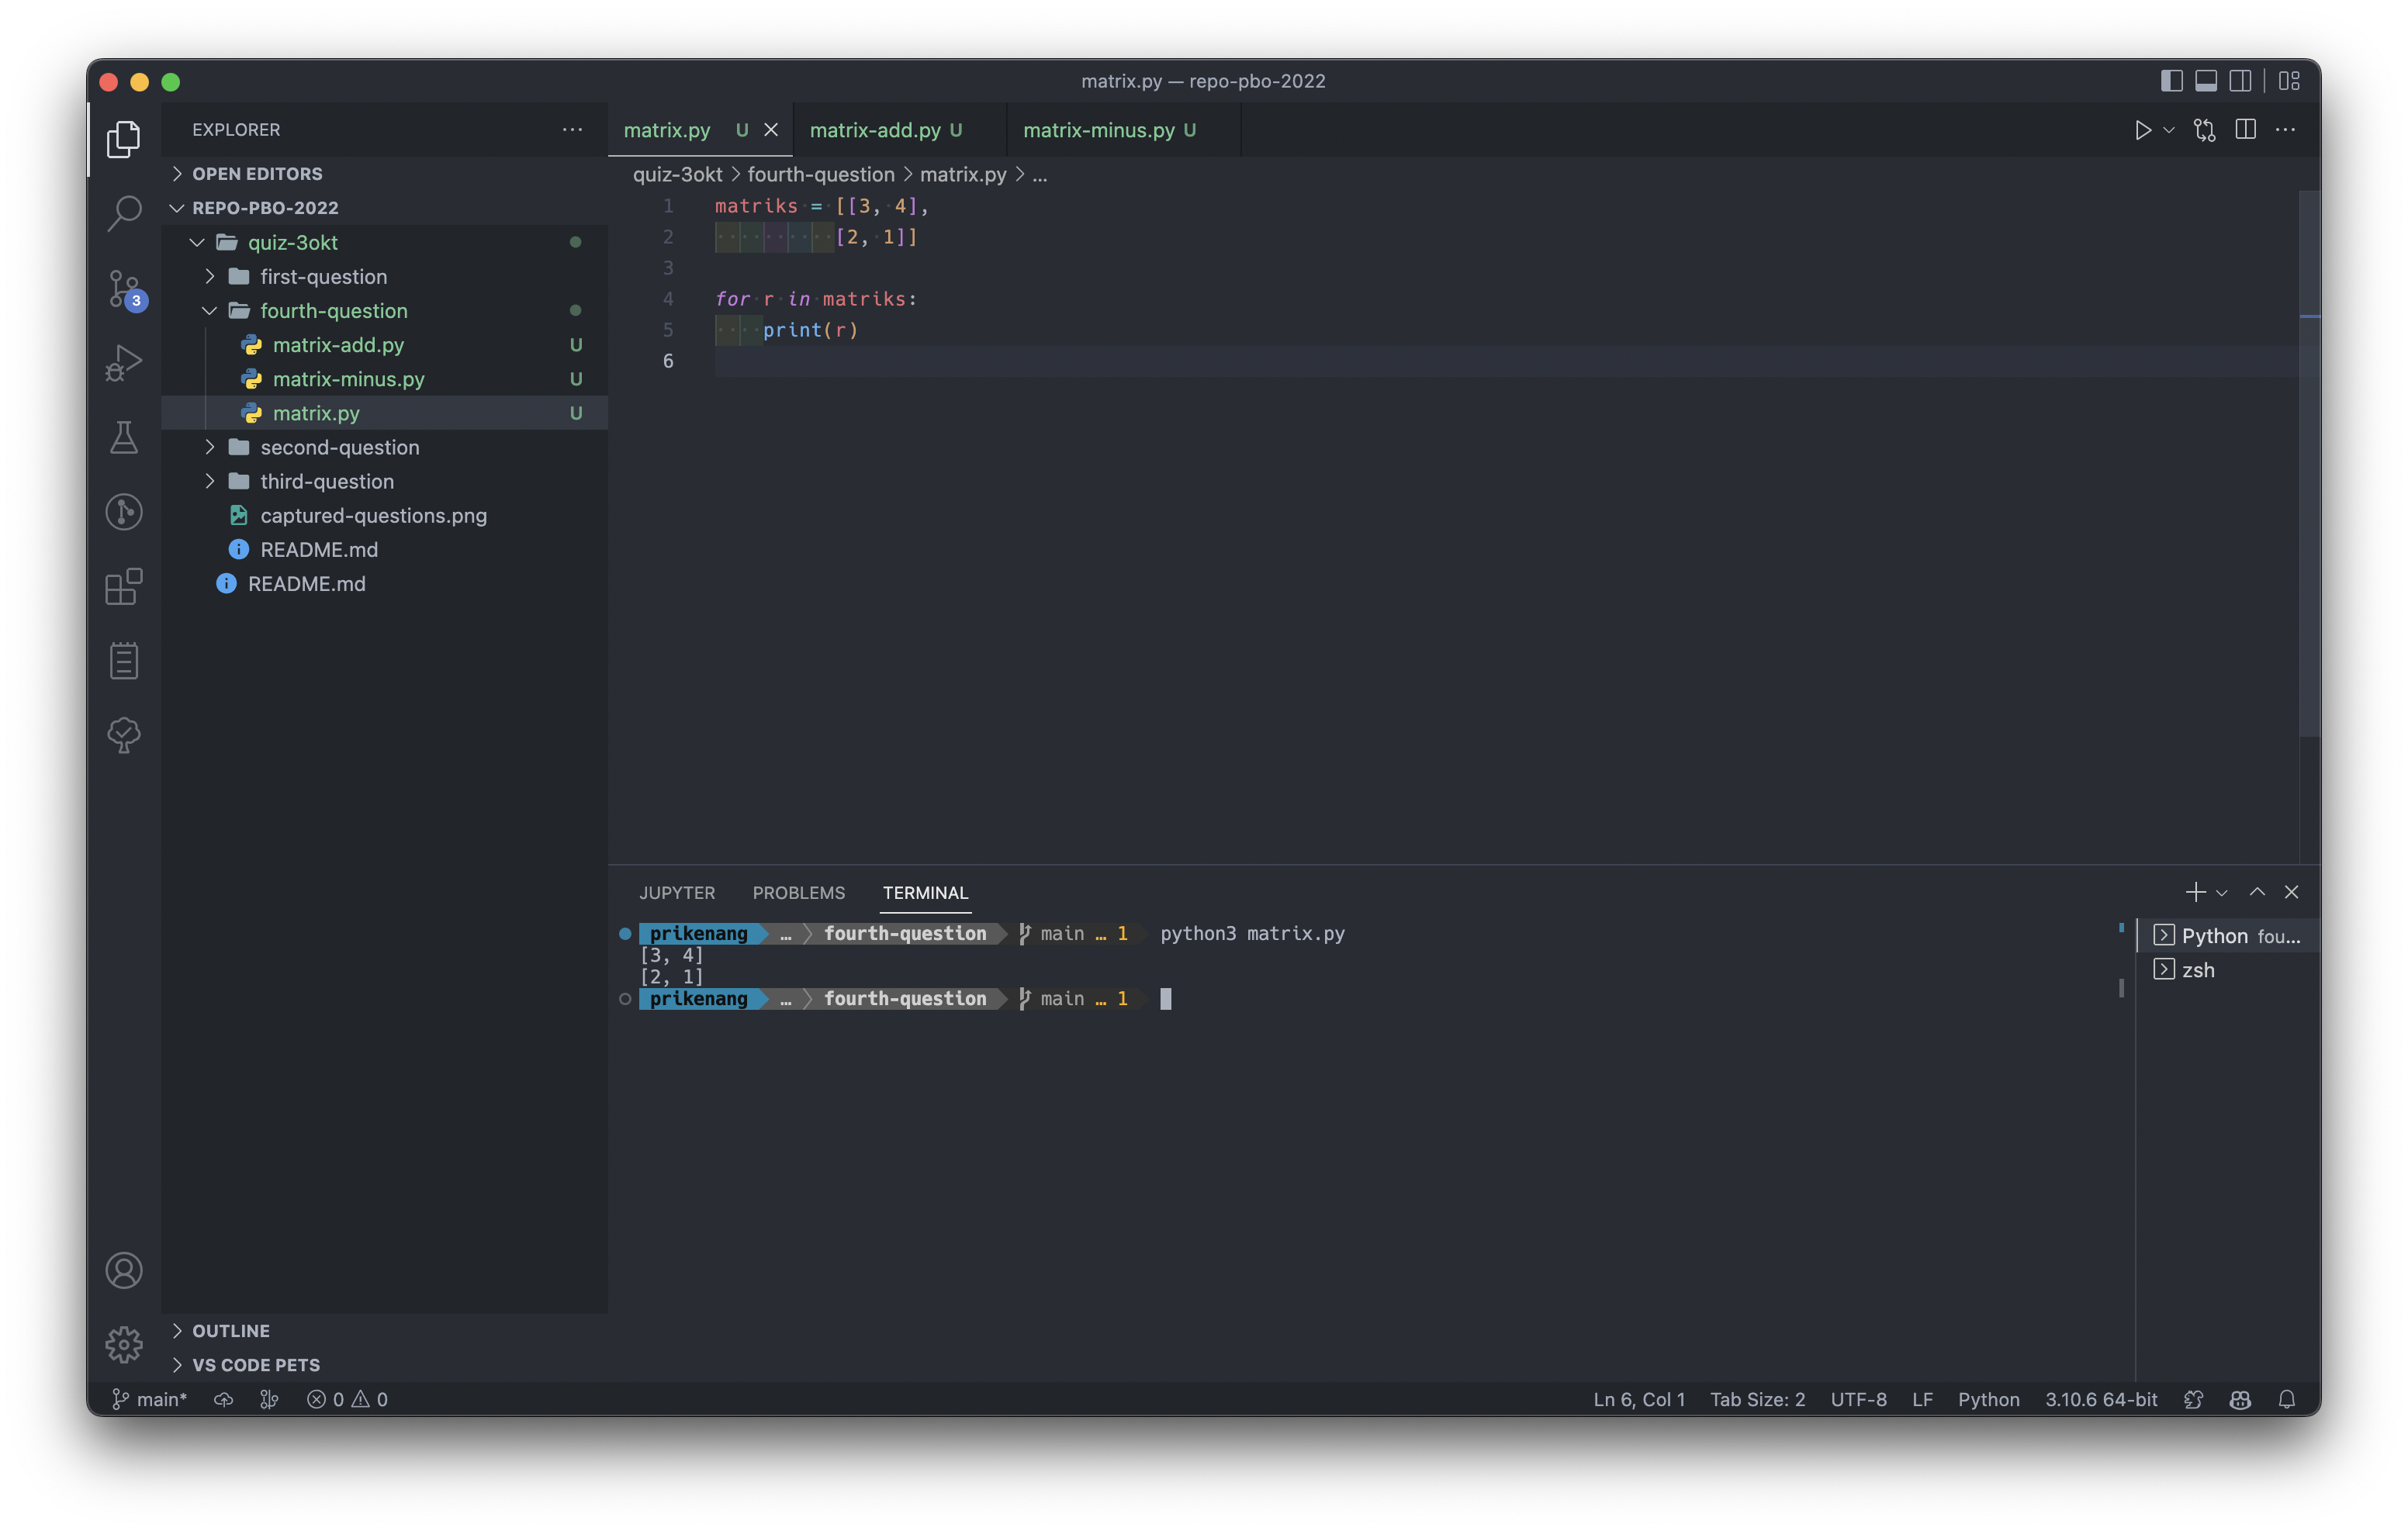 matrix.py — repo-pbo-2022
EXPLORER
OPEN EDITORS
REPO-PBO-2022
quiz-3okt
first-question
fourth-question
matrix-add.py U
matrix-minus.py U
matrix.py U
second-question
third-question
captured-questions.png
README.md
README.md
OUTLINE
VS CODE PETS
3
matrix.py U
matrix-add.py U
matrix-minus.py U
quiz-3okt > fourth-question > matrix.py > ...
1 matriks = [[3, 4],
2 [2, 1]]
3
4 for r in matriks:
5 print(r)
6
JUPYTER PROBLEMS TERMINAL
prikenang … fourth-question main … 1 python3 matrix.py
[3, 4]
[2, 1]
prikenang … fourth-question main … 1
Python fou...
zsh
main* 0 0 Ln 6, Col 1 Tab Size: 2 UTF-8 LF Python 3.10.6 64-bit